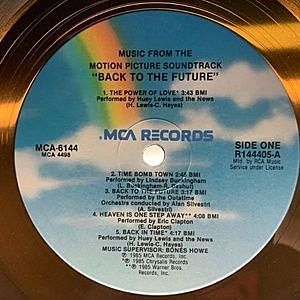 MUSIC FROM THE
MOTION PICTURE SOUNDTRACK
"BACK TO THE FUTURE"
1. THE POWER OF LOVE* 3:43 BMI
Performed by Huey Lewis and the News
(H. Lewis-C. Hayes)
MCA RECORDS
MCA-6144
MCA 4498
SIDE ONE
R144405-A
Mfd. by RCA Music
Service under License
2. TIME BOMB TOWN 2:45 BMI
Performed by Lindsey Buckingham
(L. Buckingham-R. Dashut)
3. BACK TO THE FUTURE 3:17 BMI
Performed by the Outatime
Orchestra conducted by Alan Silvestri
(A. Silvestri)
4. HEAVEN IS ONE STEP AWAY** 4:08 BMI
Performed by Eric Clapton
(E. Clapton)
5. BACK IN TIME* 4:17 BMI
Performed by Huey Lewis and the News
(H. Lewis-C. Hayes)
MUSIC SUPERVISOR: BONES HOWE
℗ 1985 MCA Records, Inc.
*℗ 1985 Chrysalis Records
**℗ 1985 Warner Bros.
Records, Inc.